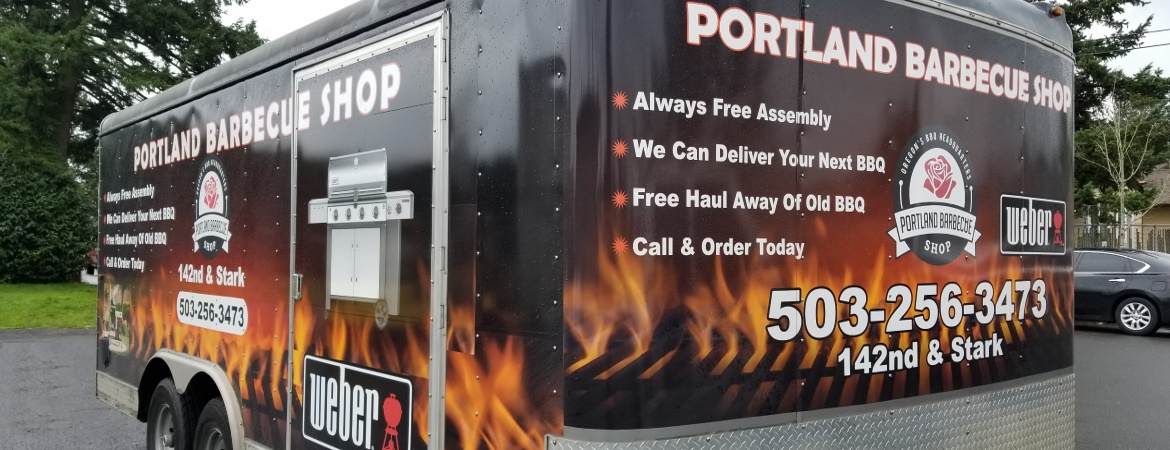 PORTLAND BARBECUE SHOP
Always Free Assembly
We Can Deliver Your Next BBQ
Free Haul Away Of Old BBQ
Call & Order Today
PORTLAND BARBECUE
SHOP
142nd & Stark
503-256-3473
weber
PORTLAND BARBECUE SHOP
Always Free Assembly
We Can Deliver Your Next BBQ
Free Haul Away Of Old BBQ
Call & Order Today
OREGON'S BBQ HEADQUARTERS
PORTLAND BARBECUE
SHOP
weber
503-256-3473
142nd & Stark